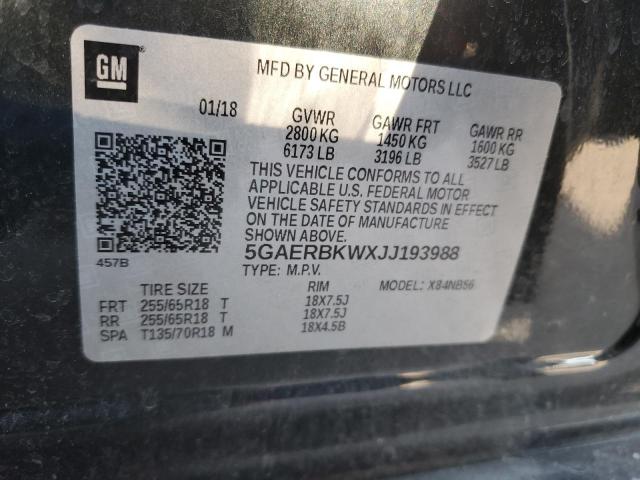 GM
MFD BY GENERAL MOTORS LLC
01/18 GVWR GAWR FRT GAWR RR
2800 KG 1450 KG 1600 KG
6173 LB 3196 LB 3527 LB
THIS VEHICLE CONFORMS TO ALL
APPLICABLE U.S. FEDERAL MOTOR
VEHICLE SAFETY STANDARDS IN EFFECT
ON THE DATE OF MANUFACTURE
SHOWN ABOVE.
457B
5GAERBKWXJJ193988
TYPE: M.P.V. MODEL: X84NB56
TIRE SIZE RIM
FRT 255/65R18 T 18X7.5J
RR 255/65R18 T 18X7.5J
SPA T135/70R18 M 18X4.5B